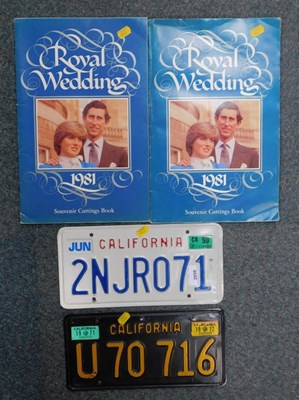 Royal
Wedding
1981
Souvenir Cuttings Book
Royal
Wedding
1981
Souvenir Cuttings Book
JUN CALIFORNIA
2NJR071
CALIFORNIA
U 70 716